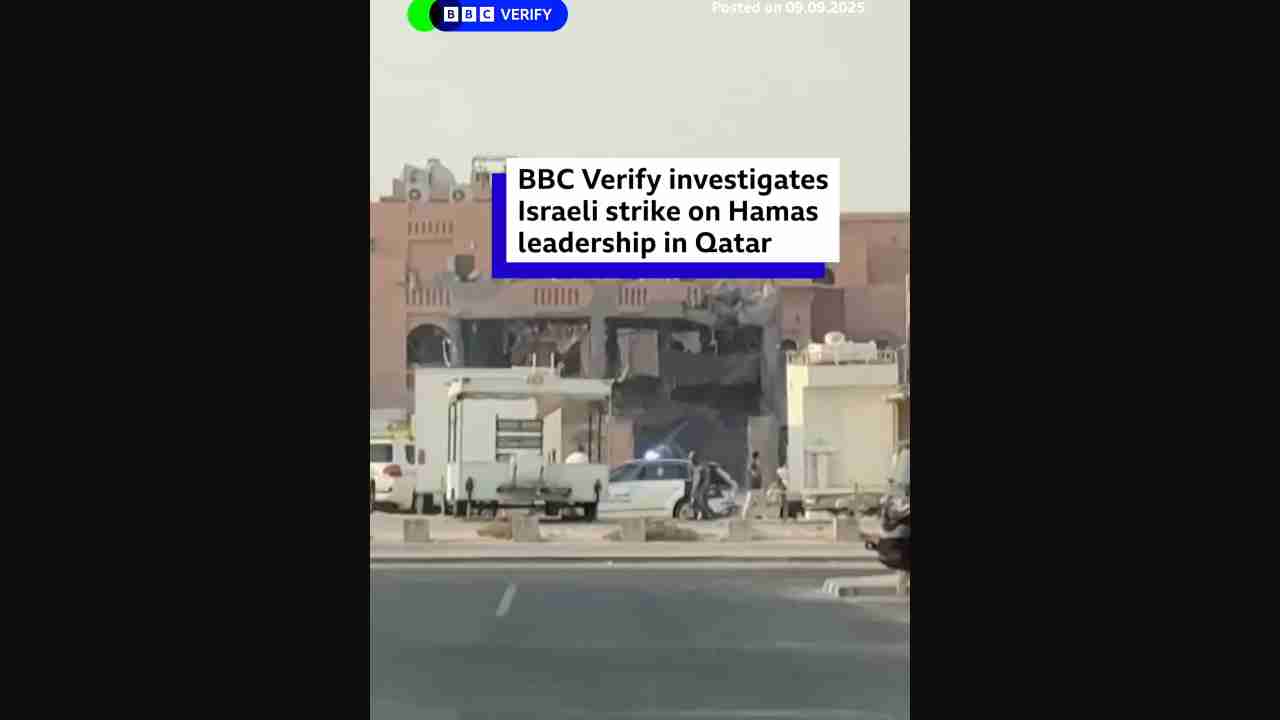 BBC VERIFY
Posted on 09.09.2025
BBC Verify investigates
Israeli strike on Hamas
leadership in Qatar